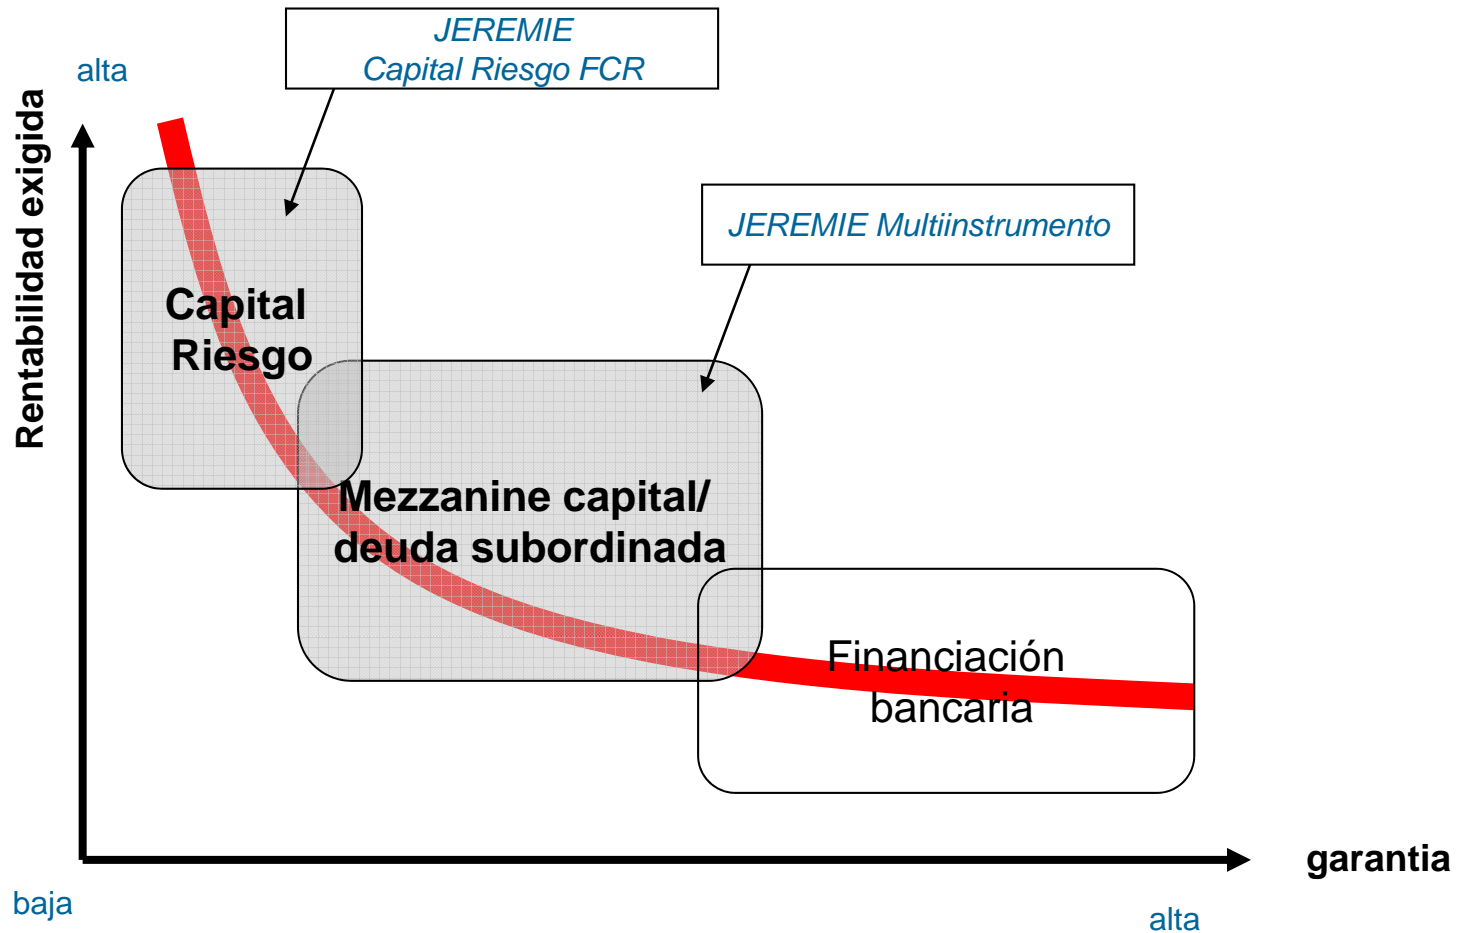 JEREMIE
Capital Riesgo FCR
alta
Rentabilidad exigida
JEREMIE Multiinstrumento
Capital
Riesgo
Mezzanine capital/
deuda subordinada
Financiación
bancaria
garantia
baja
alta